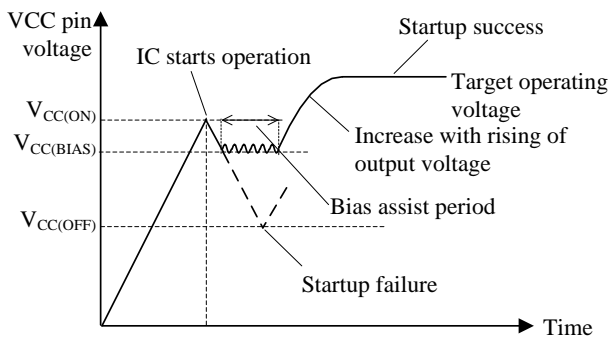 VCC pin
voltage
Startup success
IC starts operation
Target operating
voltage
VCC(ON)
Increase with rising of
output voltage
VCC(BIAS)
Bias assist period
VCC(OFF)
Startup failure
Time